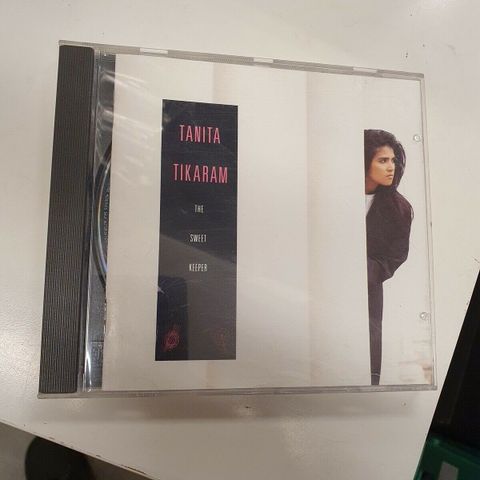 TANITA
TIKARAM
THE
SWEET
KEEPER